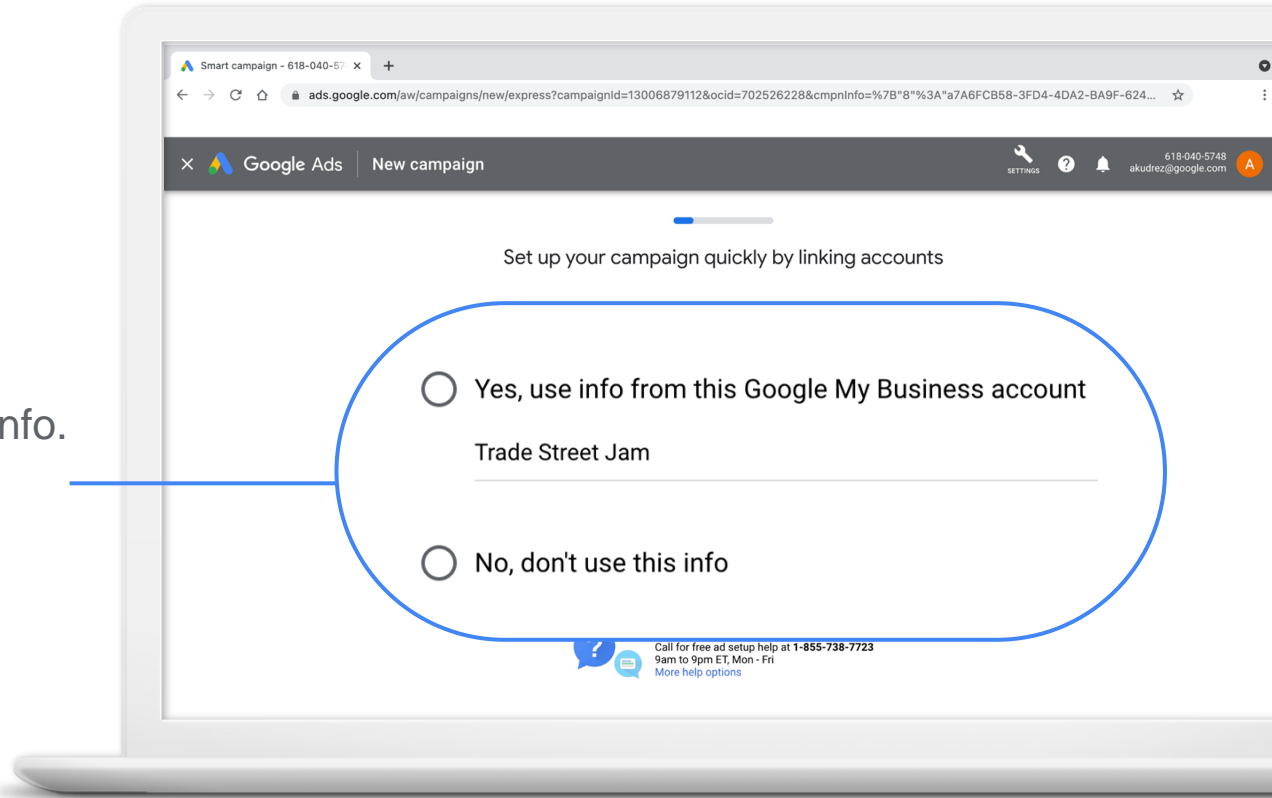 Smart campaign - 618-040-57
ads.google.com/aw/campaigns/new/express?campaignId=13006879112&ocid=702526228&cmpnInfo=%7B"8"%3A"a7A6FCB58-3FD4-4DA2-BA9F-624...
Google Ads
New campaign
SETTINGS
618-040-5748
akudrez@google.com
A
Set up your campaign quickly by linking accounts
nfo.
Yes, use info from this Google My Business account
Trade Street Jam
No, don't use this info
Call for free ad setup help at 1-855-738-7723
9am to 9pm ET, Mon - Fri
More help options